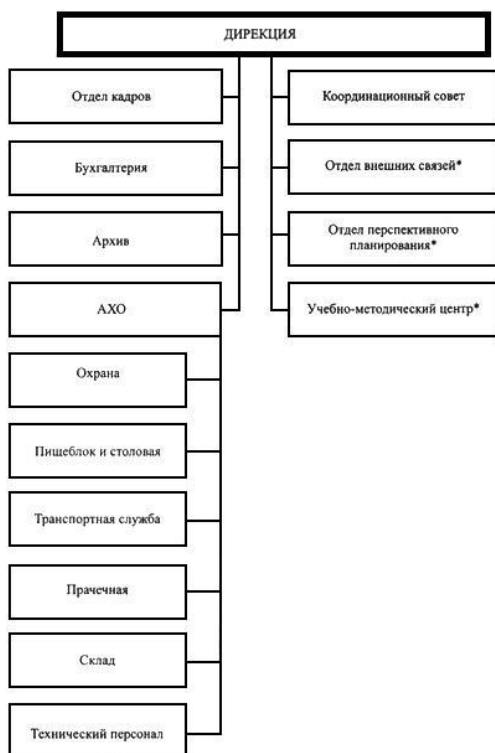 ДИРЕКЦИЯ
Отдел кадров
Бухгалтерия
Архив
АХО
Охрана
Пищеблок и столовая
Транспортная служба
Прачечная
Склад
Технический персонал
Координационный совет
Отдел внешних связей*
Отдел перспективного
планирования*
Учебно-методический центр*